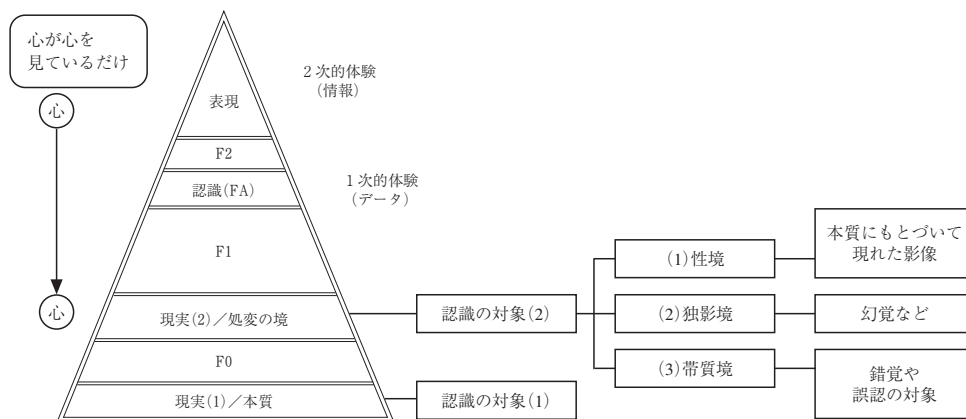 心が心を
見ているだけ
心
心
表現
F2
認識(FA)
F1
現実(2)／処変の境
F0
現実(1)／本質
2次的体験
(情報)
1次的体験
(データ)
認識の対象(2)
認識の対象(1)
(1)性境
(2)独影境
(3)帯質境
本質にもとづいて
現れた影像
幻覚など
錯覚や
誤認の対象